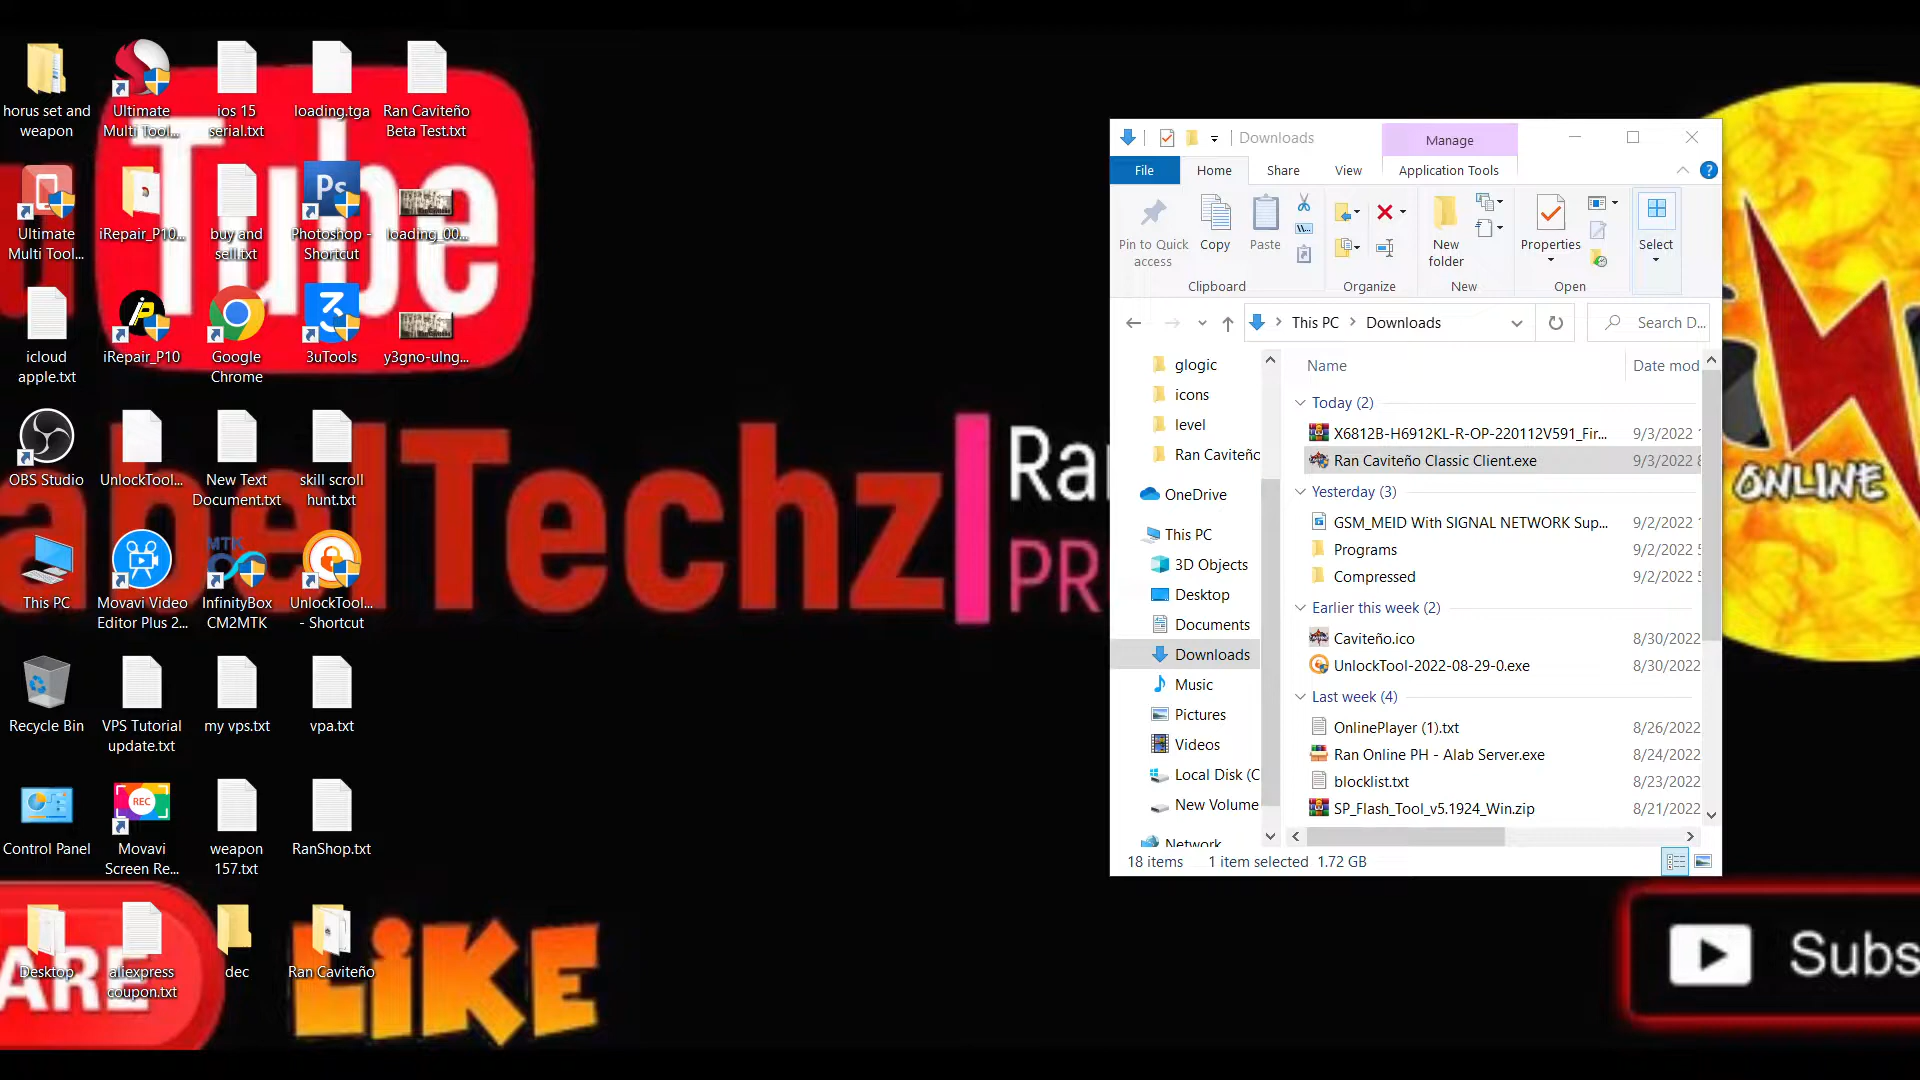 horus set and
weapon
Ultimate
Multi Tool...
ios 15
serial.txt
loading.tga
Ran Caviteño
Beta Test.txt
Ultimate
Multi Tool...
iRepair_P10...
buy and
sell.txt
Ps
Photoshop -
Shortcut
loading_00...
icloud
apple.txt
iRepair_P10
Google
Chrome
3uTools
y3gno-ulng...
OBS Studio
UnlockTool...
New Text
Document.txt
skill scroll
hunt.txt
This PC
Movavi Video
Editor Plus 2...
MTK
InfinityBox
CM2MTK
UnlockTool...
- Shortcut
Recycle Bin
VPS Tutorial
update.txt
my vps.txt
vpa.txt
Control Panel
REC
Movavi
Screen Re...
weapon
157.txt
RanShop.txt
Desktop
aliexpress
coupon.txt
dec
Ran Caviteño
Tube
abelTechz
Ra
PR
ARE
LiKE
ONLINE
Subs
Downloads
Manage
File
Home
Share
View
Application Tools
Pin to Quick
access
Copy
Paste
Clipboard
Organize
New
folder
New
Properties
Open
Select
This PC
Downloads
Search D...
glogic
icons
level
Ran Caviteño
OneDrive
This PC
3D Objects
Desktop
Documents
Downloads
Music
Pictures
Videos
Local Disk (C
New Volume
Network
Name
Date mod
Today (2)
X6812B-H6912KL-R-OP-220112V591_Fir...
9/3/2022 1
Ran Caviteño Classic Client.exe
9/3/2022 8
Yesterday (3)
GSM_MEID With SIGNAL NETWORK Sup...
9/2/2022 1
Programs
9/2/2022 5
Compressed
9/2/2022 5
Earlier this week (2)
Caviteño.ico
8/30/2022
UnlockTool-2022-08-29-0.exe
8/30/2022
Last week (4)
OnlinePlayer (1).txt
8/26/2022
Ran Online PH - Alab Server.exe
8/24/2022
blocklist.txt
8/23/2022
SP_Flash_Tool_v5.1924_Win.zip
8/21/2022
18 items
1 item selected
1.72 GB